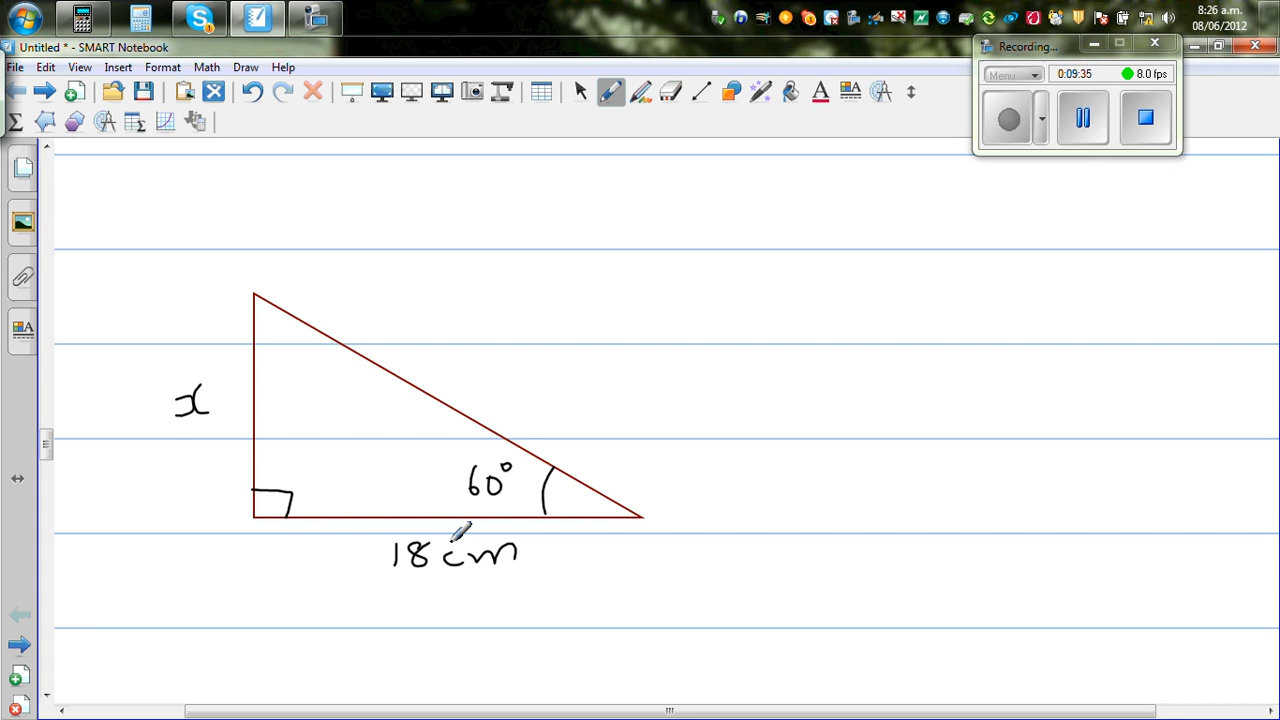 8:26 a.m.
08/06/2012
Untitled * - SMART Notebook
Recording...
File Edit View Insert Format Math Draw Help
Menu
0:09:35
8.0 fps
x
60°
18 cm